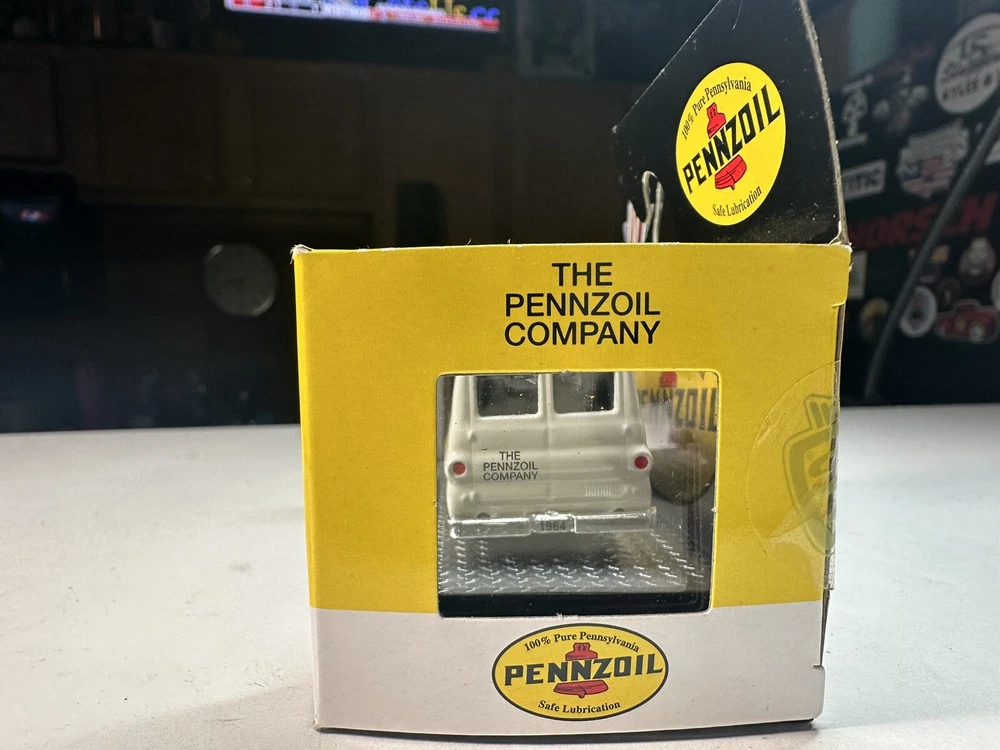 100% Pure Pennsylvania
PENNZOIL
Safe Lubrication
THE
PENNZOIL
COMPANY
PENNZOIL
THE
PENNZOIL
COMPANY
1964
100% Pure Pennsylvania
PENNZOIL
Safe Lubrication